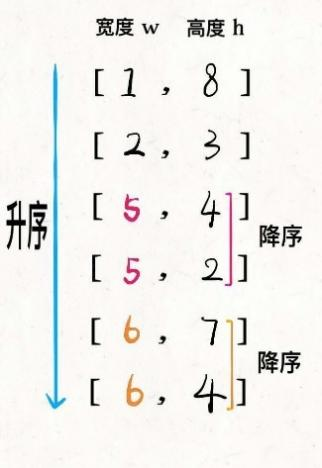 宽度 w 高度 h
[ 1 , 8 ]
[ 2 , 3 ]
[ 5 , 4 ]
降序
[ 5 , 2 ]
升序
[ 6 , 7 ]
降序
[ 6 , 4 ]